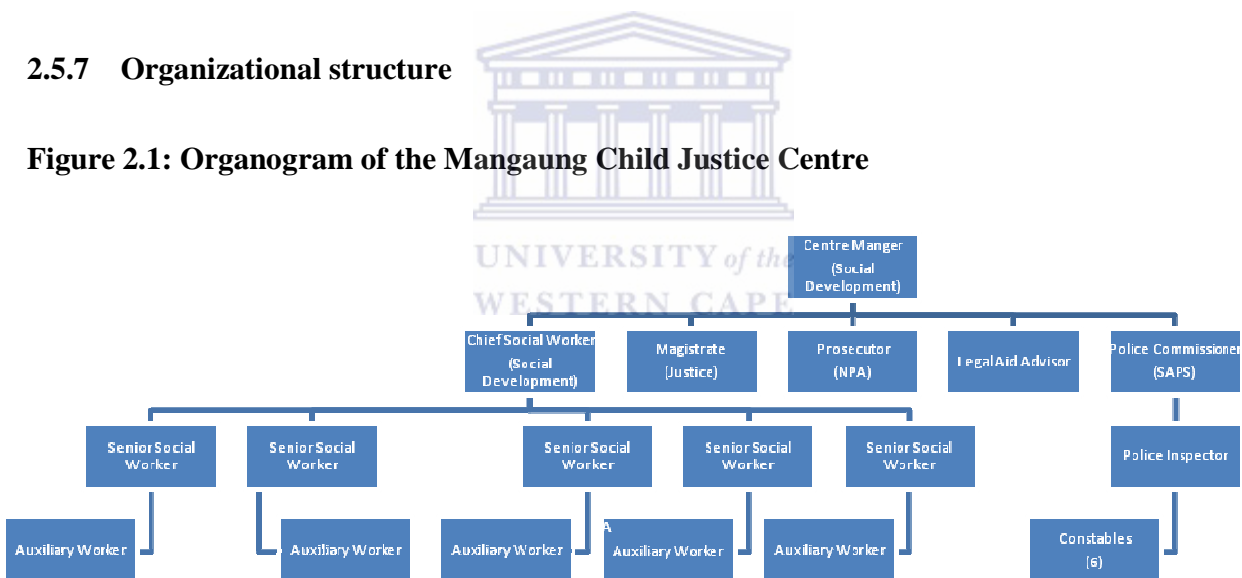 2.5.7 Organizational structure
Figure 2.1: Organogram of the Mangaung Child Justice Centre
UNIVERSITY of the
WESTERN CAPE
Centre Manger
(Social
Development)
Chief Social Worker
(Social
Development)
Magistrate
(Justice)
Prosecutor
(NPA)
Legal Aid Advisor
Police Commissioner
(SAPS)
Senior Social
Worker
Senior Social
Worker
Senior Social
Worker
Senior Social
Worker
Senior Social
Worker
Police Inspector
Auxiliary Worker
Auxiliary Worker
Auxiliary Worker
A
Auxiliary Worker
Auxiliary Worker
Constables
(6)